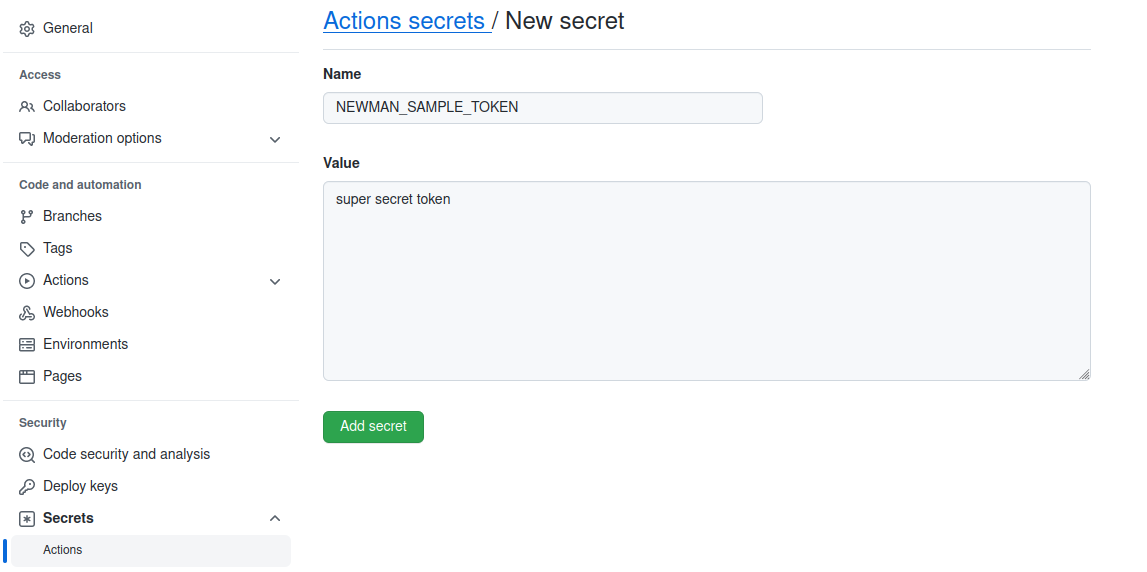 General
Access
Collaborators
Moderation options
Code and automation
Branches
Tags
Actions
Webhooks
Environments
Pages
Security
Code security and analysis
Deploy keys
Secrets
Actions
Actions secrets / New secret
Name
NEWMAN_SAMPLE_TOKEN
Value
super secret token
Add secret